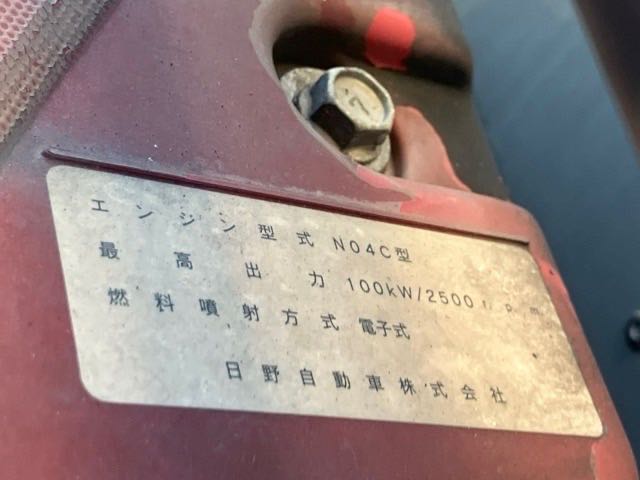 エンジン型式 N04C型
最高出力 100kW/2500 r.p.m
燃料噴射方式 電子式
日野自動車株式会社